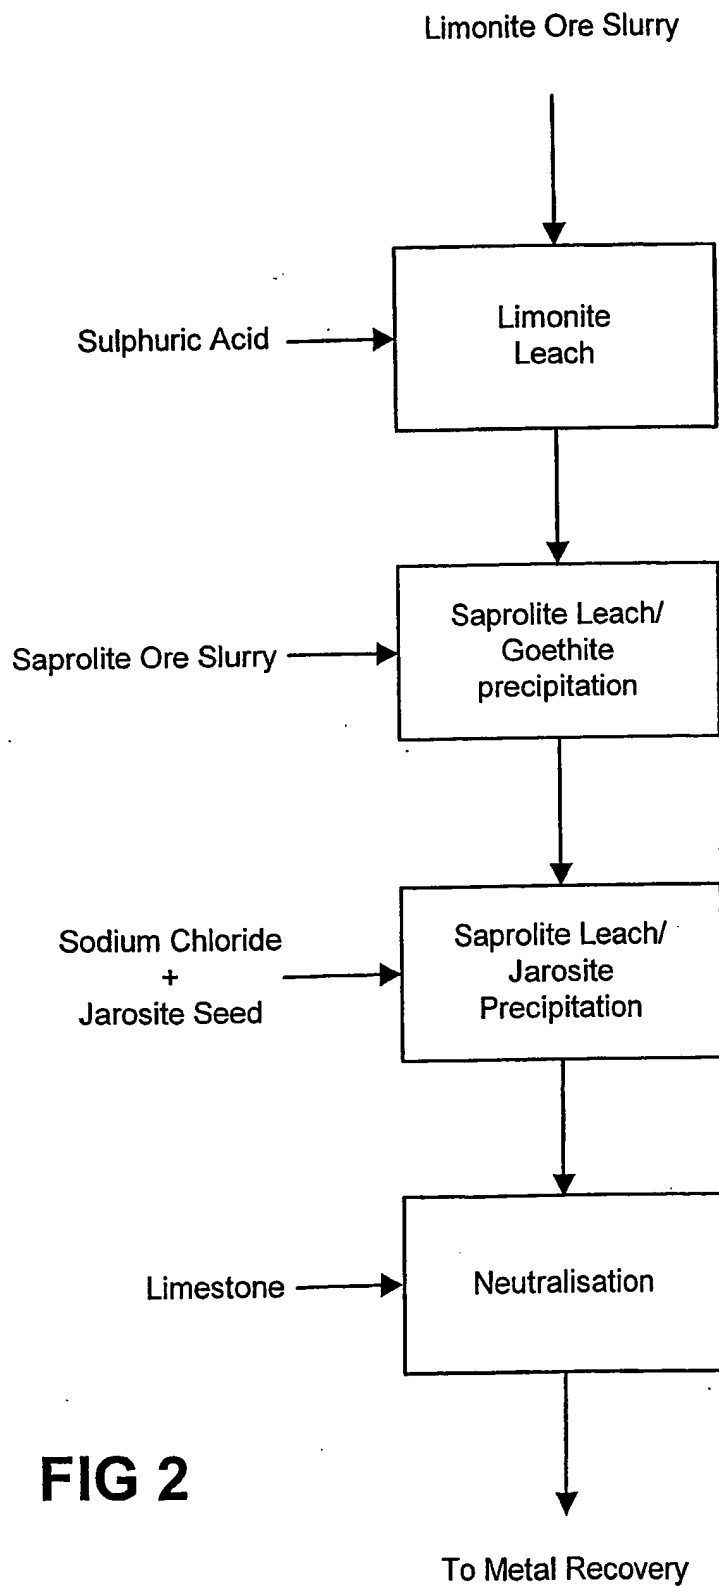 Limonite Ore Slurry
Sulphuric Acid
Limonite
Leach
Saprolite Ore Slurry
Saprolite Leach/
Goethite
precipitation
Sodium Chloride
+
Jarosite Seed
Saprolite Leach/
Jarosite
Precipitation
Limestone
Neutralisation
FIG 2
To Metal Recovery